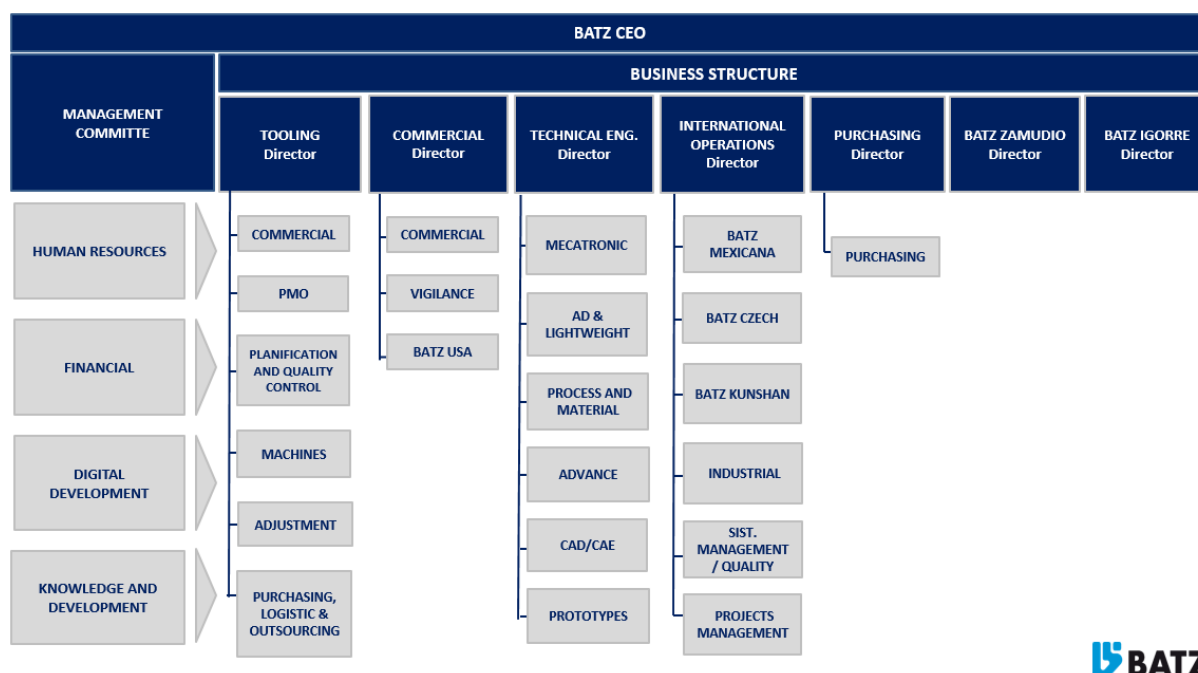 BATZ CEO
MANAGEMENT
COMMITTE
BUSINESS STRUCTURE
TOOLING
Director
COMMERCIAL
Director
TECHNICAL ENG.
Director
INTERNATIONAL
OPERATIONS
Director
PURCHASING
Director
BATZ ZAMUDIO
Director
BATZ IGORRE
Director
HUMAN RESOURCES
FINANCIAL
DIGITAL
DEVELOPMENT
KNOWLEDGE AND
DEVELOPMENT
COMMERCIAL
PMO
PLANIFICATION
AND QUALITY
CONTROL
MACHINES
ADJUSTMENT
PURCHASING,
LOGISTIC &
OUTSOURCING
COMMERCIAL
VIGILANCE
BATZ USA
MECATRONIC
AD &
LIGHTWEIGHT
PROCESS AND
MATERIAL
ADVANCE
CAD/CAE
PROTOTYPES
BATZ
MEXICANA
BATZ CZECH
BATZ KUNSHAN
INDUSTRIAL
SIST.
MANAGEMENT
/ QUALITY
PROJECTS
MANAGEMENT
PURCHASING
BATZ